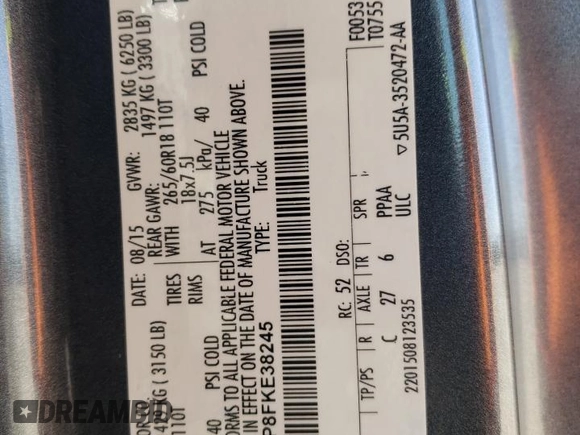 DATE: 08/15 GVWR: 2835 KG ( 6250 LB)
( 3150 LB) REAR GAWR: 1497 KG ( 3300 LB)
110T TIRES WITH 265/60R18 110T
RIMS 18x7.5J
40 PSI COLD AT 275 kPa/ 40 PSI COLD
ORMS TO ALL APPLICABLE FEDERAL MOTOR VEHICLE
IN EFFECT ON THE DATE OF MANUFACTURE SHOWN ABOVE.
P8FKE38245 TYPE: Truck
F0053
T0755
RC: 52 DSO:
TP/PS R AXLE TR SPR
C 27 6 PPAA
ULC
2201508123535 5U5A-3520472-AA
DREAMBID